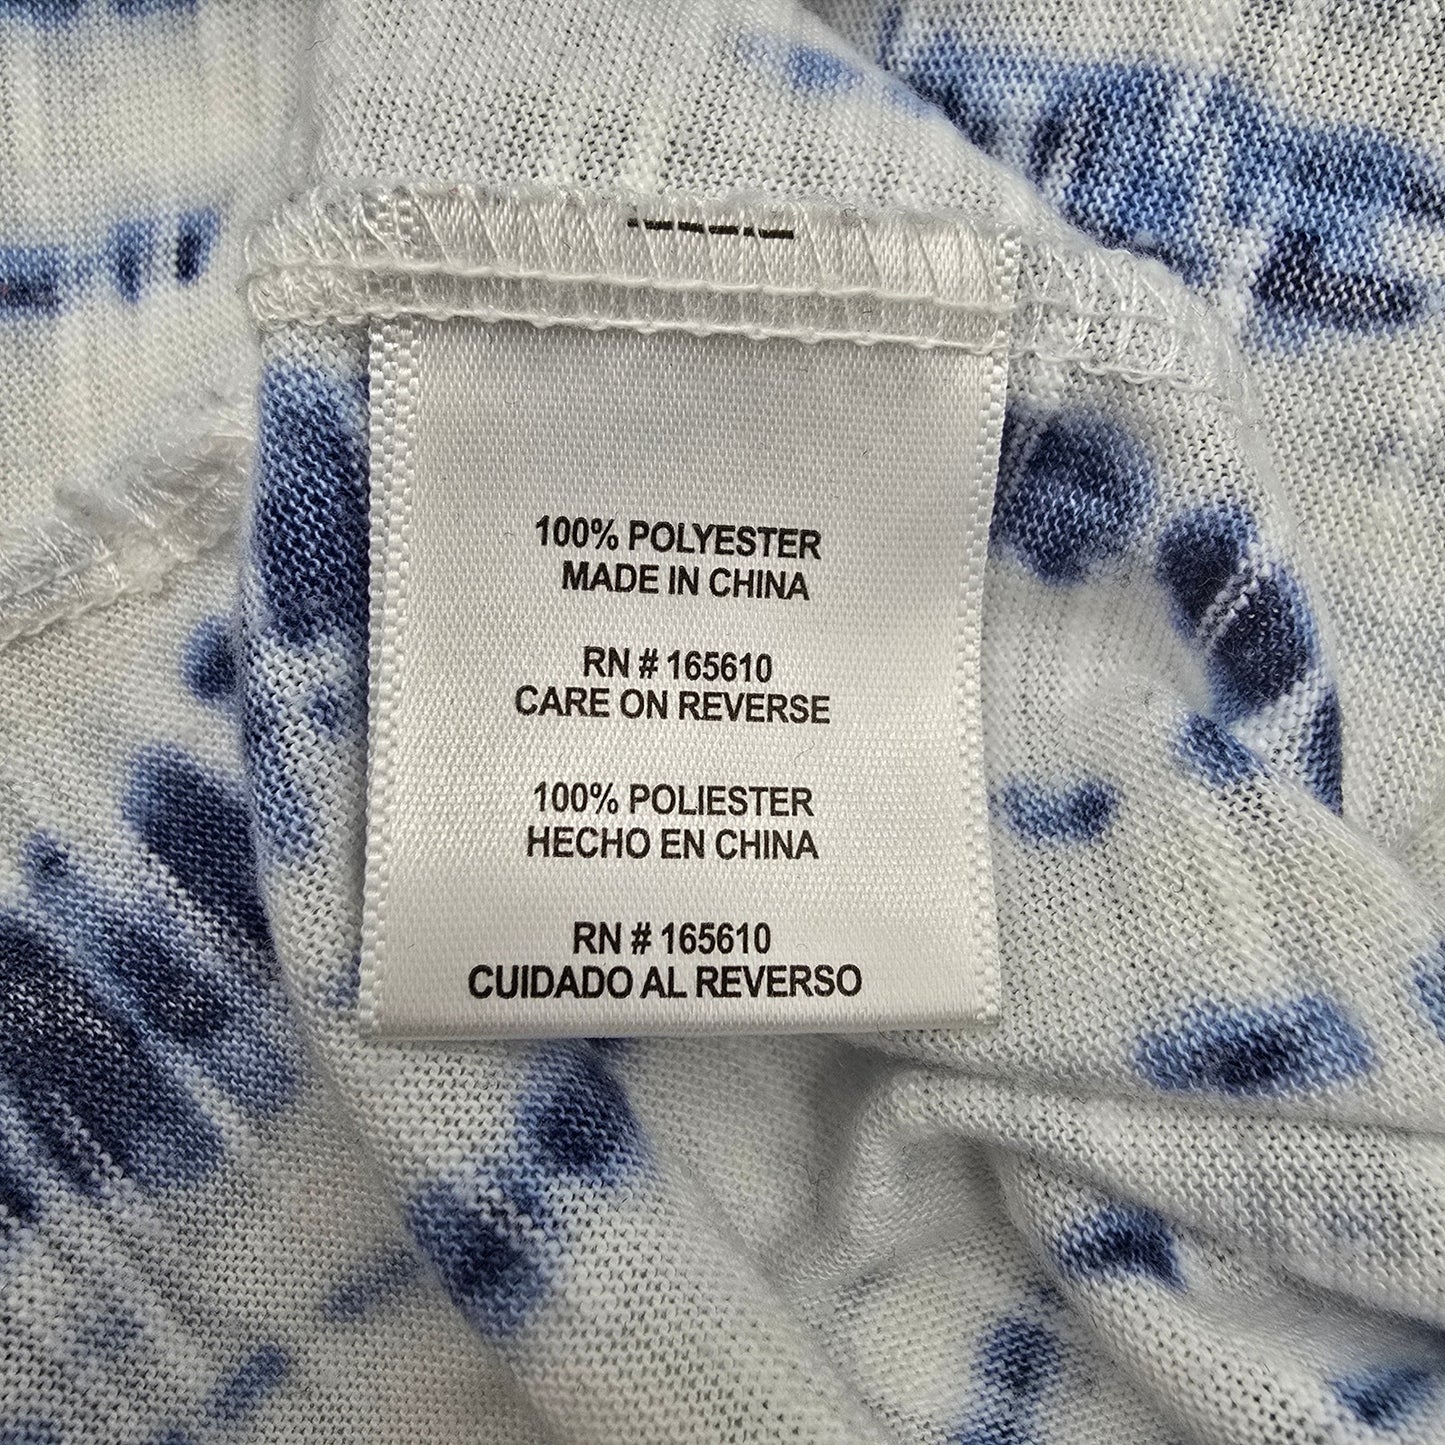 100% POLYESTER
MADE IN CHINA
RN # 165610
CARE ON REVERSE
100% POLIESTER
HECHO EN CHINA
RN # 165610
CUIDADO AL REVERSO